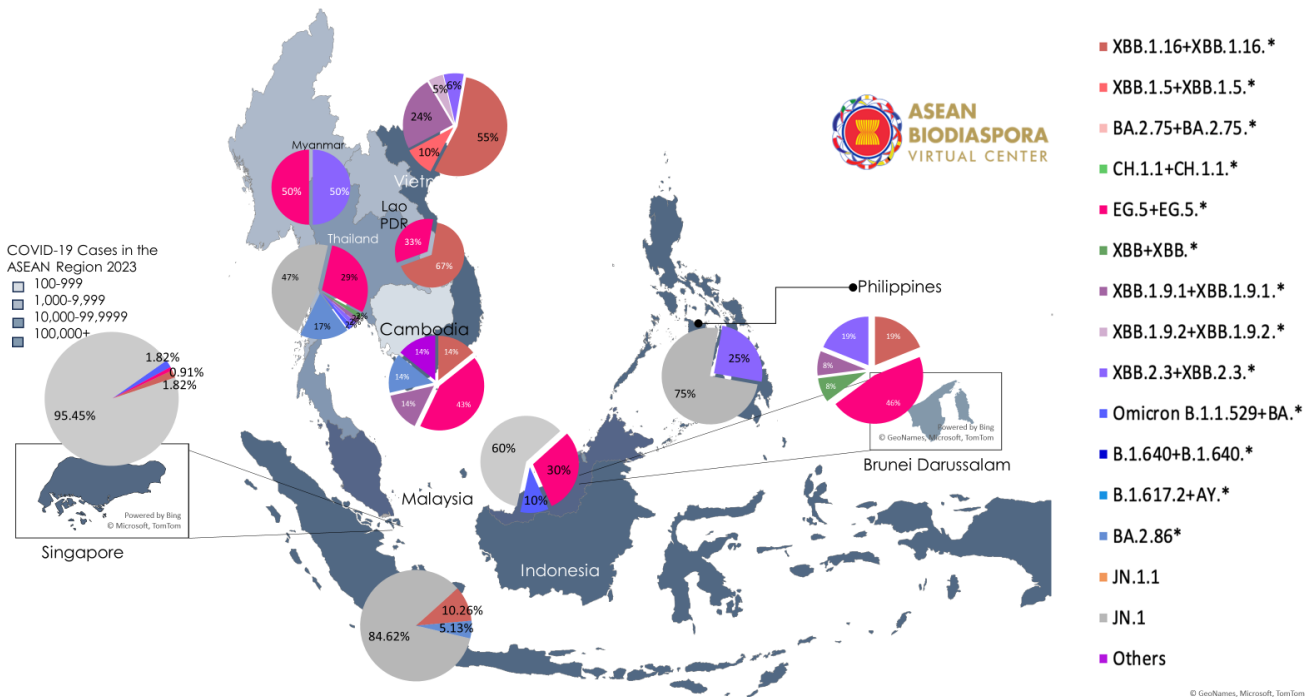 ASEAN
BIODIASPORA
VIRTUAL CENTER
XBB.1.16+XBB.1.16.*
XBB.1.5+XBB.1.5.*
BA.2.75+BA.2.75.*
CH.1.1+CH.1.1.*
EG.5+EG.5.*
XBB+XBB.*
XBB.1.9.1+XBB.1.9.1.*
XBB.1.9.2+XBB.1.9.2.*
XBB.2.3+XBB.2.3.*
Omicron B.1.1.529+BA.*
B.1.640+B.1.640.*
B.1.617.2+AY.*
BA.2.86*
JN.1.1
JN.1
Others
5%
6%
24%
55%
10%
Vietn
Myanmar
50%
50%
Lao
PDR
33%
67%
Thailand
47%
29%
17%
COVID-19 Cases in the
ASEAN Region 2023
100-999
1,000-9,999
10,000-99,9999
100,000+
Cambodia
14%
14%
14%
14%
43%
1.82%
0.91%
1.82%
95.45%
Powered by Bing
© Microsoft, TomTom
Singapore
Philippines
25%
75%
19%
19%
8%
8%
46%
Powered by Bing
© GeoNames, Microsoft, TomTom
Brunei Darussalam
60%
30%
10%
Malaysia
Indonesia
10.26%
5.13%
84.62%
© GeoNames, Microsoft, TomTom